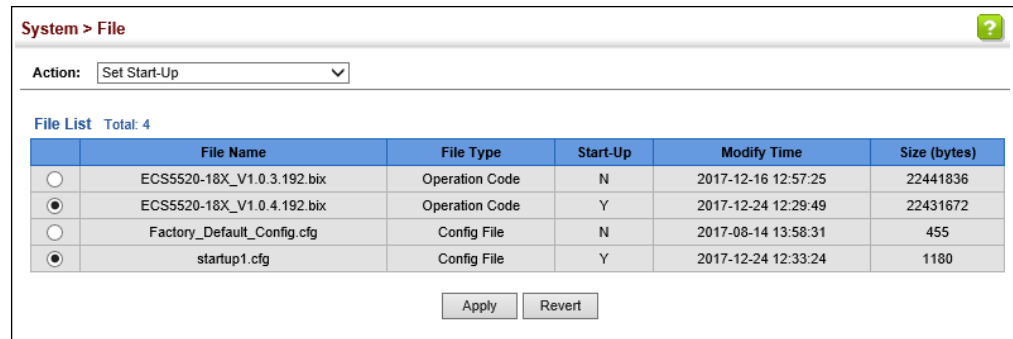 System > File
?
Action: Set Start-Up
File List Total: 4
File Name File Type Start-Up Modify Time Size (bytes)
ECS5520-18X_V1.0.3.192.bix Operation Code N 2017-12-16 12:57:25 22441836
ECS5520-18X_V1.0.4.192.bix Operation Code Y 2017-12-24 12:29:49 22431672
Factory_Default_Config.cfg Config File N 2017-08-14 13:58:31 455
startup1.cfg Config File Y 2017-12-24 12:33:24 1180
Apply Revert